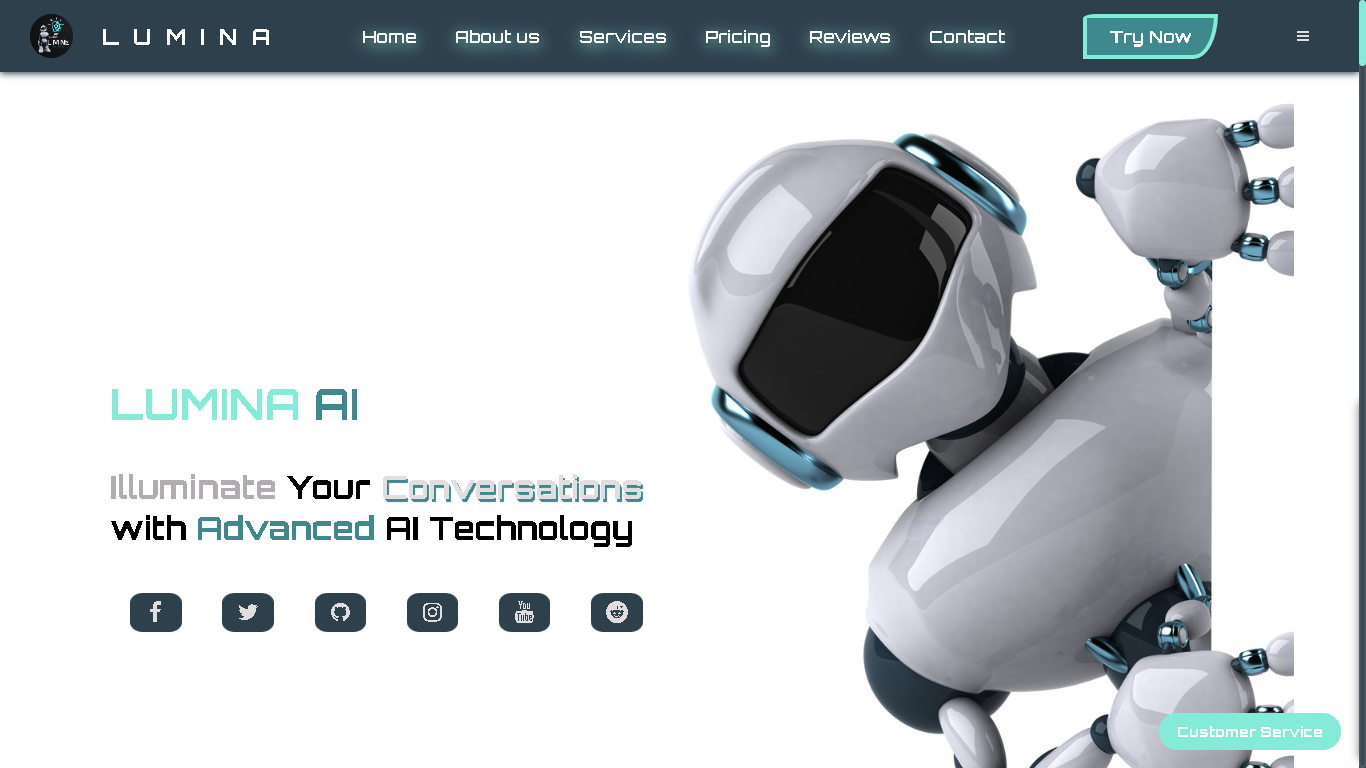 L U M I N A
Home About us Services Pricing Reviews Contact
Try Now
LUMINA AI
Illuminate Your Conversations
with Advanced AI Technology
You
Tube
Customer Service